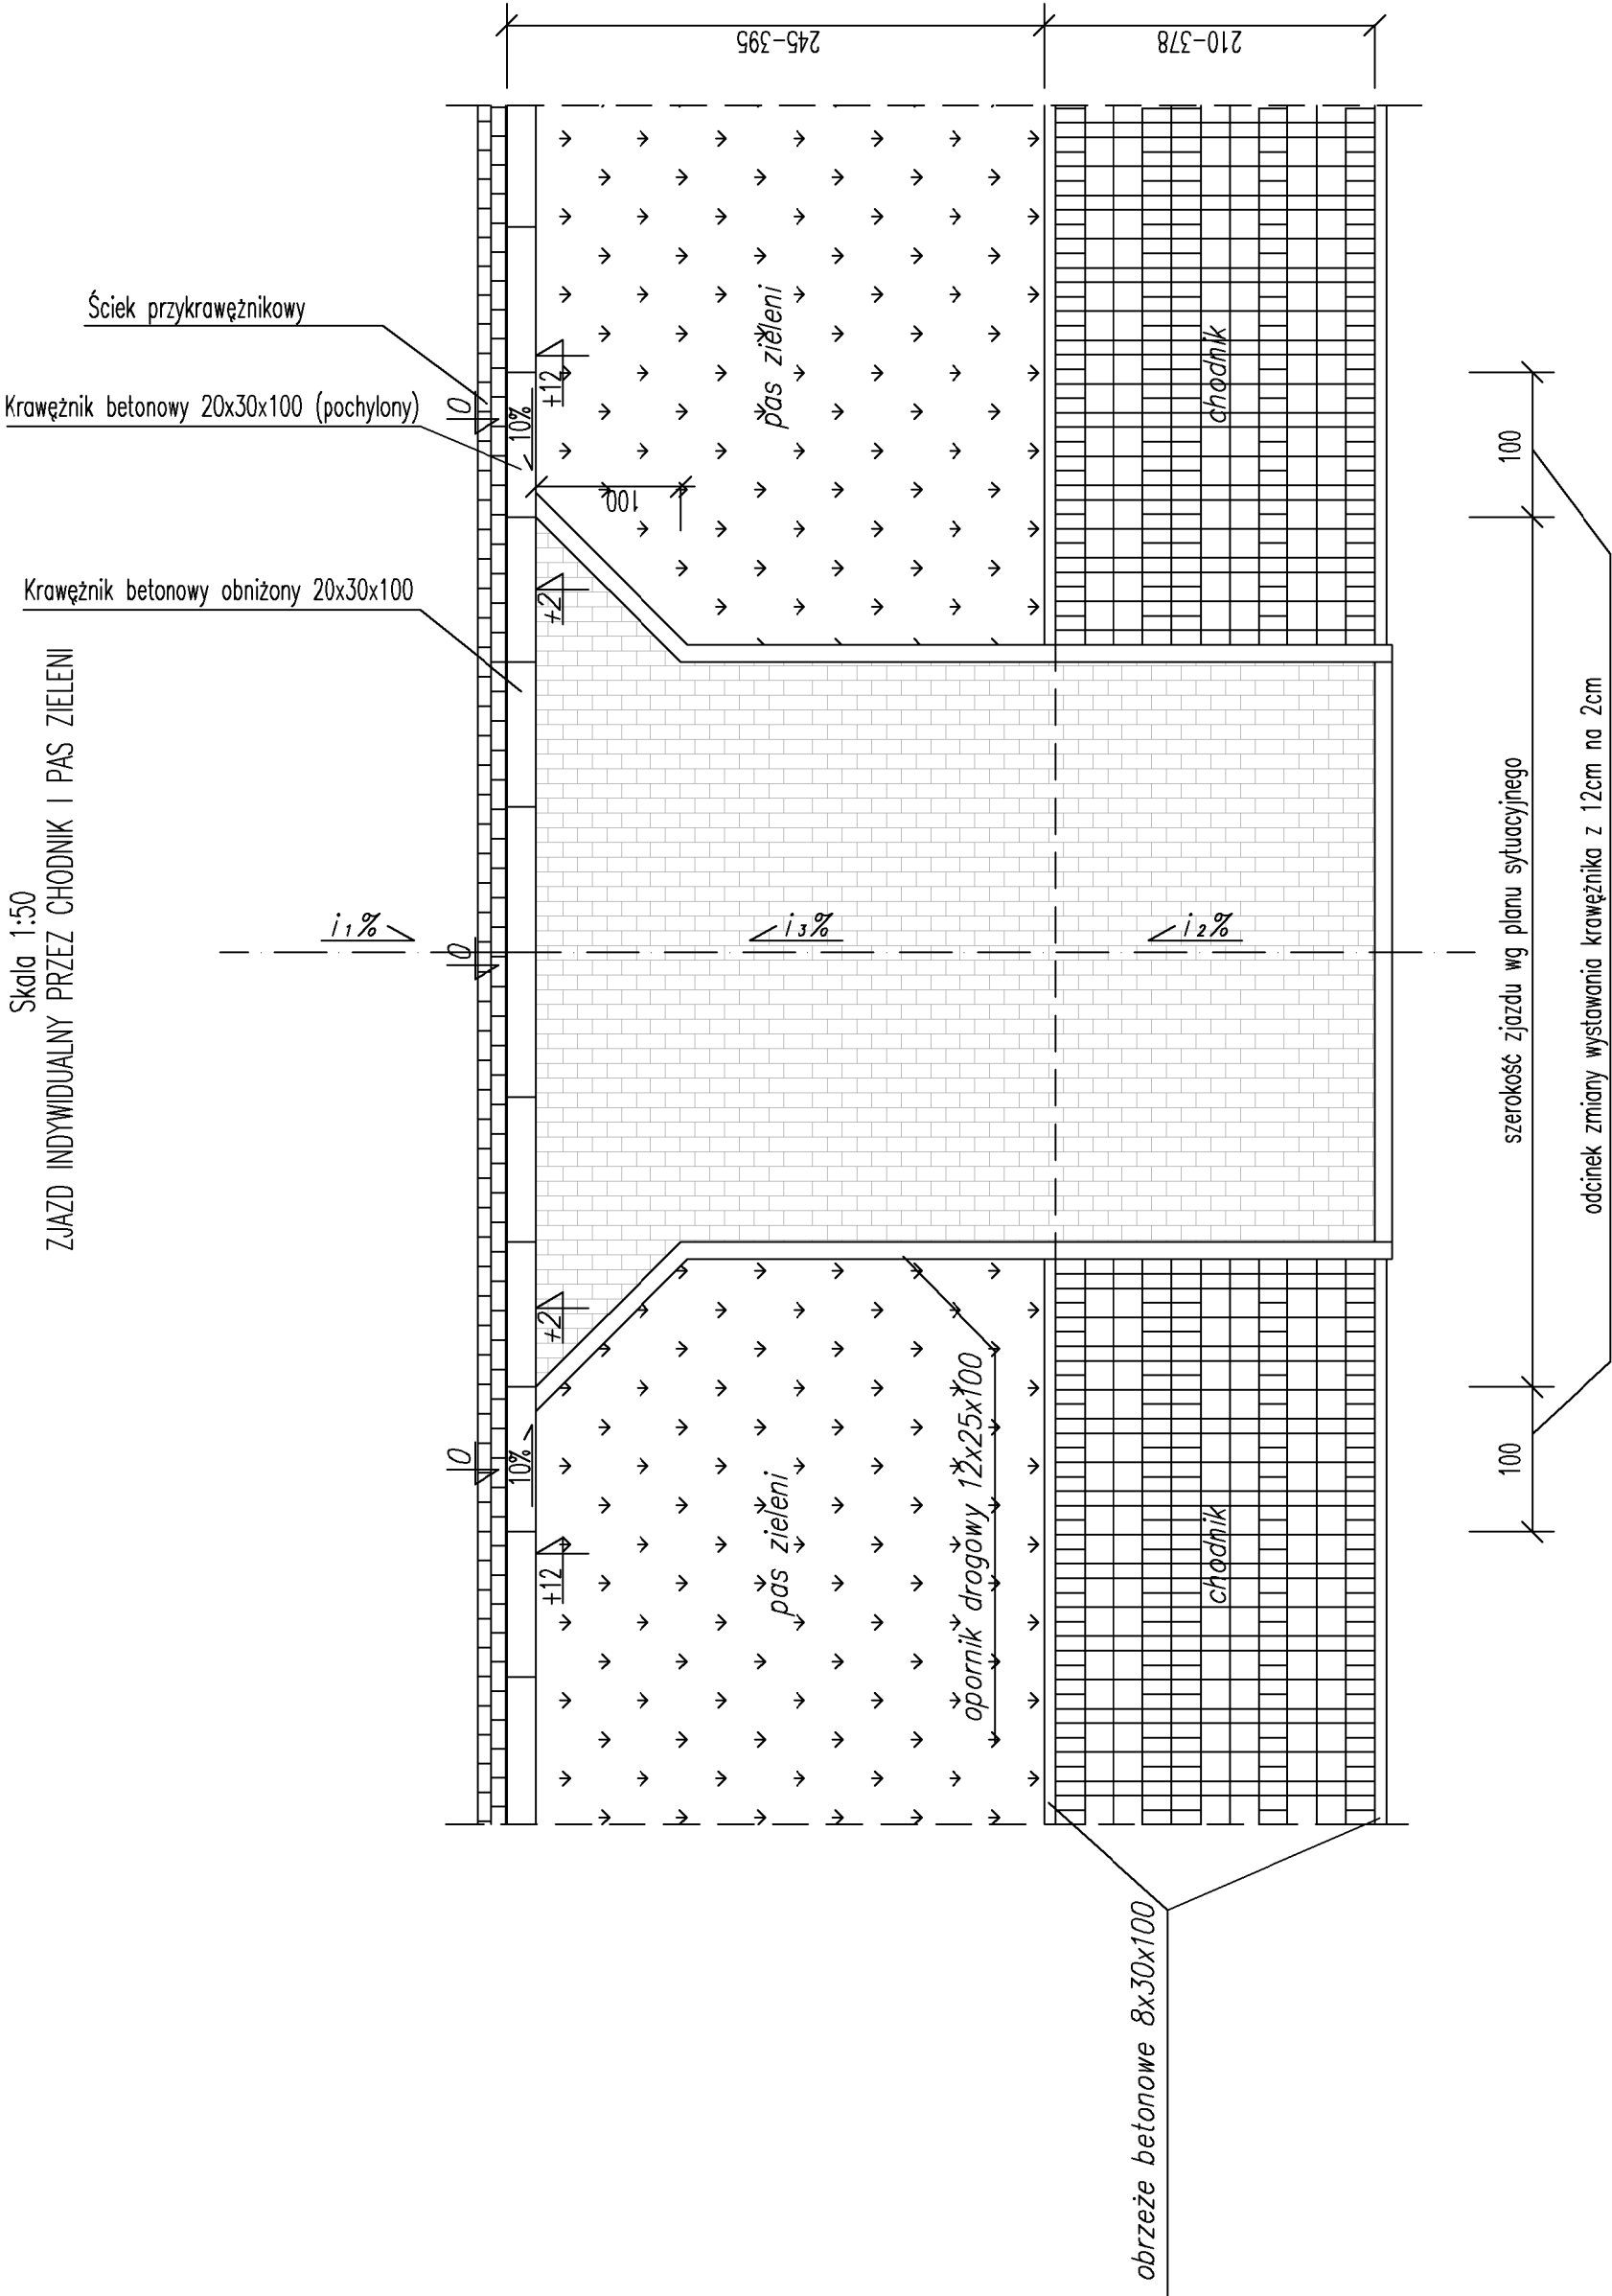 Skala 1:50
ZJAZD INDYWIDUALNY PRZEZ CHODNIK I PAS ZIELENI
245-395
210-378
Ściek przykrawężnikowy
Krawężnik betonowy 20x30x100 (pochylony)
Krawężnik betonowy obniżony 20x30x100
0
10%
+12
100
+2
pas zieleni
chodnik
100
i1%
0
i3%
i2%
szerokość zjazdu wg planu sytuacyjnego
odcinek zmiany wystawania krawężnika z 12cm na 2cm
+2
0
10%
+12
pas zieleni
opornik drogowy 12x25x100
chodnik
100
obrzeże betonowe 8x30x100